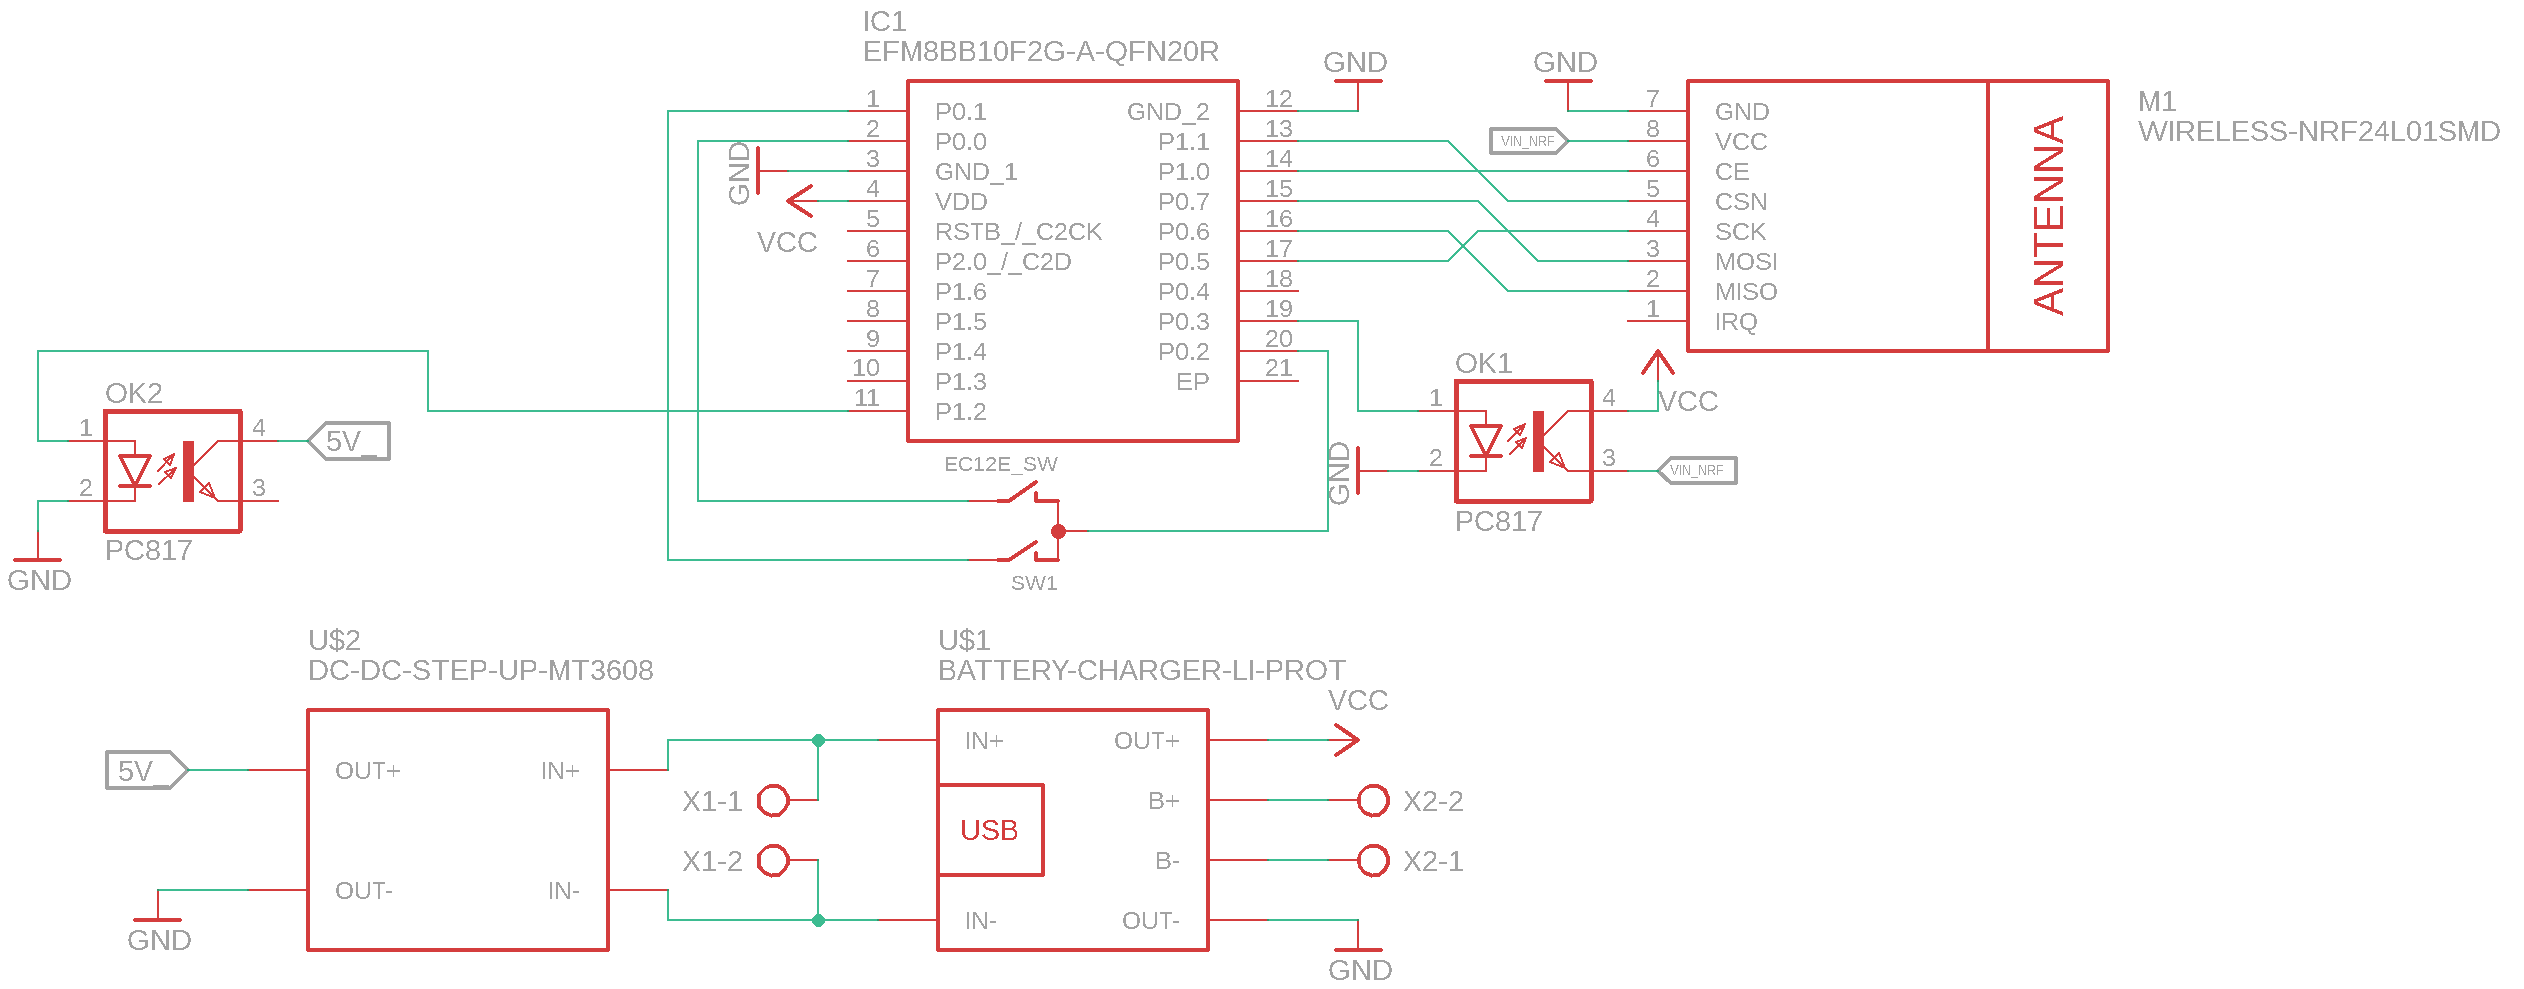 IC1
EFM8BB10F2G-A-QFN20R
1
P0.1
2
P0.0
3
GND_1
4
VDD
5
RSTB_/_C2CK
6
P2.0_/_C2D
7
P1.6
8
P1.5
9
P1.4
10
P1.3
11
P1.2
GND_2
12
P1.1
13
P1.0
14
P0.7
15
P0.6
16
P0.5
17
P0.4
18
P0.3
19
P0.2
20
EP
21
GND
VCC
GND
GND
VIN_NRF
7
GND
8
VCC
6
CE
5
CSN
4
SCK
3
MOSI
2
MISO
1
IRQ
ANTENNA
M1
WIRELESS-NRF24L01SMD
OK2
1
2
4
3
PC817
5V_
GND
EC12E_SW
SW1
OK1
1
2
4
3
PC817
VCC
GND
VIN_NRF
U$2
DC-DC-STEP-UP-MT3608
5V_
OUT+
IN+
OUT-
IN-
GND
X1-1
X1-2
U$1
BATTERY-CHARGER-LI-PROT
VCC
IN+
OUT+
USB
B+
X2-2
B-
X2-1
IN-
OUT-
GND